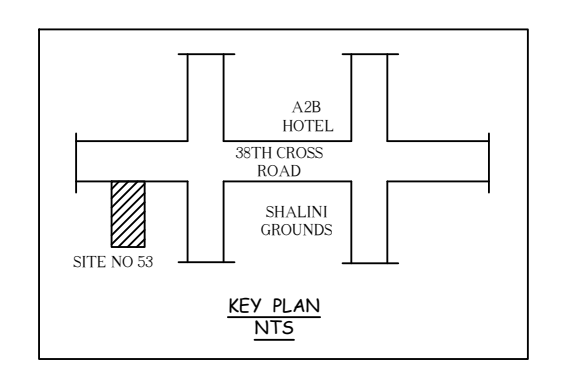 A2B
HOTEL
38TH CROSS
ROAD
SHALINI
GROUNDS
SITE NO 53
KEY PLAN
NTS